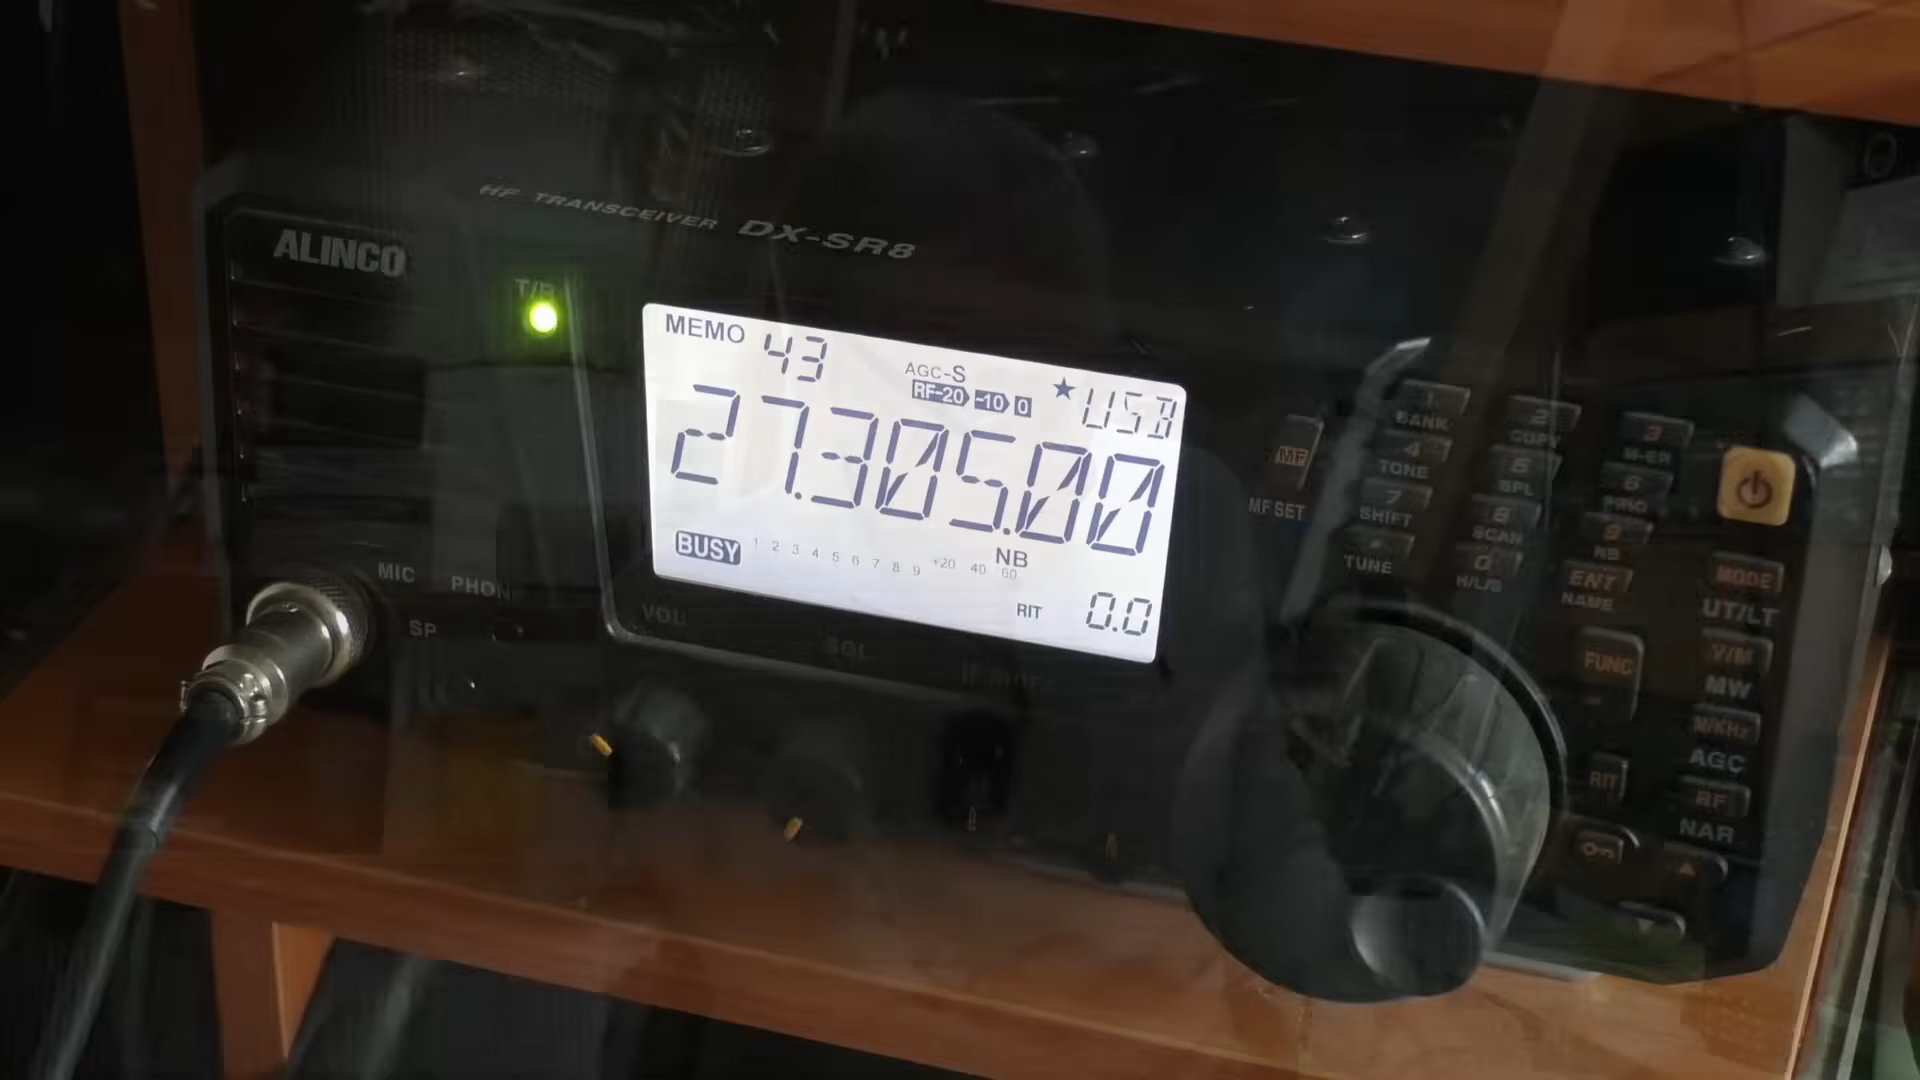 HF TRANSCEIVER DX-SR8
ALINCO
T/R
MEMO 43
AGC-S
RF-20 -10 0
★USB
27.305.00
BUSY
1 2 3 4 5 6 7 8 9 +20 40 60
NB
RIT 0.0
MIC
PHON
SP
VOL
SQL
MF
MF SET
1
BANK
2
COPY
3
M-ER
4
TONE
5
SPL
6
PRIO
7
SHIFT
8
SCAN
9
NB
TUNE
0
H/L/S
ENT
NAME
MODE
UT/LT
FUNC
V/M
MW
M/KHz
AGC
RIT
RF
NAR